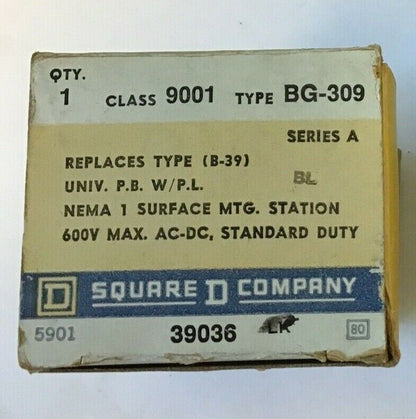 QTY.
1 CLASS 9001 TYPE BG-309
SERIES A
REPLACES TYPE (B-39)
UNIV. P.B. W/P.L. BL
NEMA 1 SURFACE MTG. STATION
600V MAX. AC-DC, STANDARD DUTY
D SQUARE D COMPANY
5901 39036 LK 80